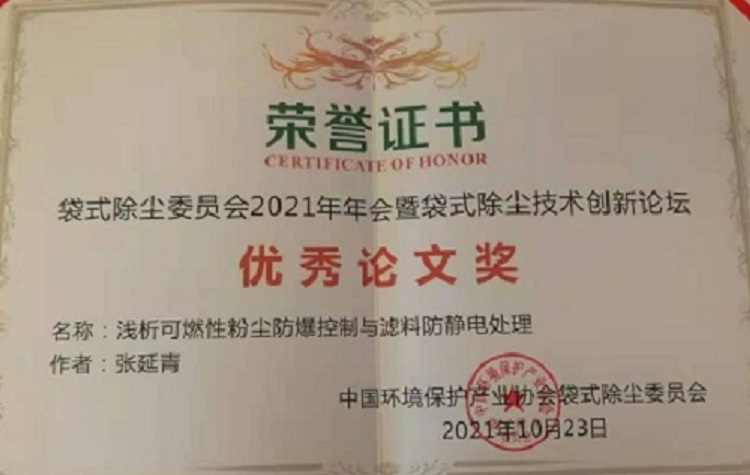 荣誉证书
CERTIFICATE OF HONOR
袋式除尘委员会2021年年会暨袋式除尘技术创新论坛
优秀论文奖
名称：浅析可燃性粉尘防爆控制与滤料防静电处理
作者：张延青
中国环境保护产业协会袋式除尘委员会
2021年10月23日